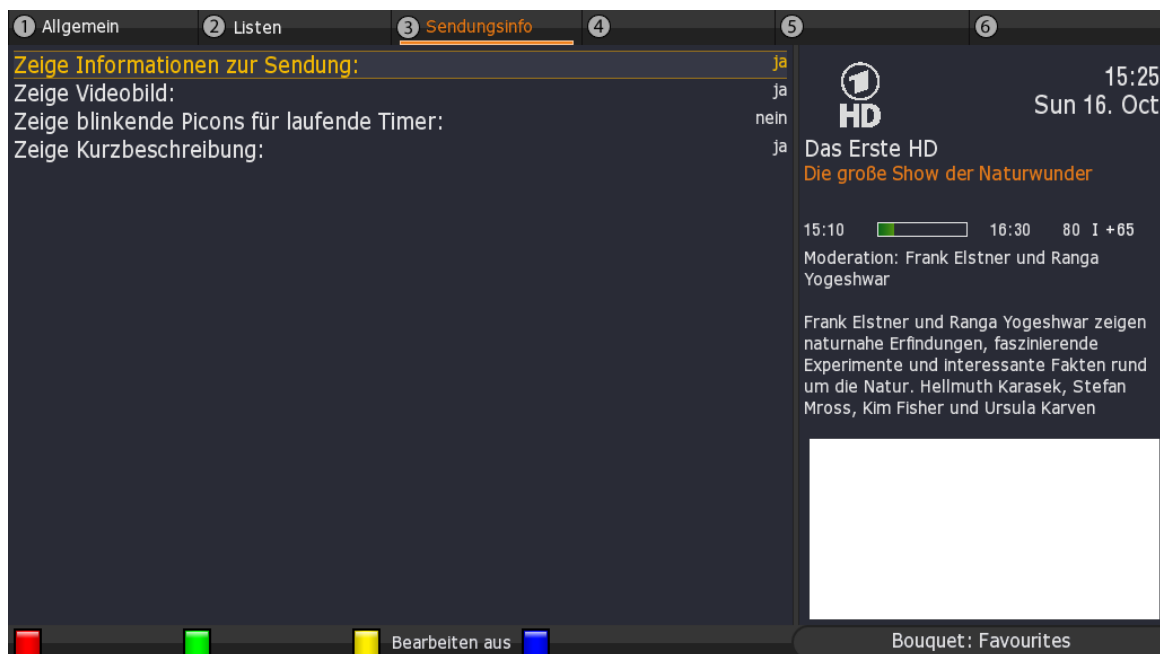 1 Allgemein 2 Listen 3 Sendungsinfo 4 5 6
Zeige Informationen zur Sendung: ja
Zeige Videobild: ja
Zeige blinkende Picons für laufende Timer: nein
Zeige Kurzbeschreibung: ja
1
HD
15:25
Sun 16. Oct
Das Erste HD
Die große Show der Naturwunder
15:10 16:30 80 I +65
Moderation: Frank Elstner und Ranga
Yogeshwar
Frank Elstner und Ranga Yogeshwar zeigen
naturnahe Erfindungen, faszinierende
Experimente und interessante Fakten rund
um die Natur. Hellmuth Karasek, Stefan
Mross, Kim Fisher und Ursula Karven
Bearbeiten aus
Bouquet: Favourites